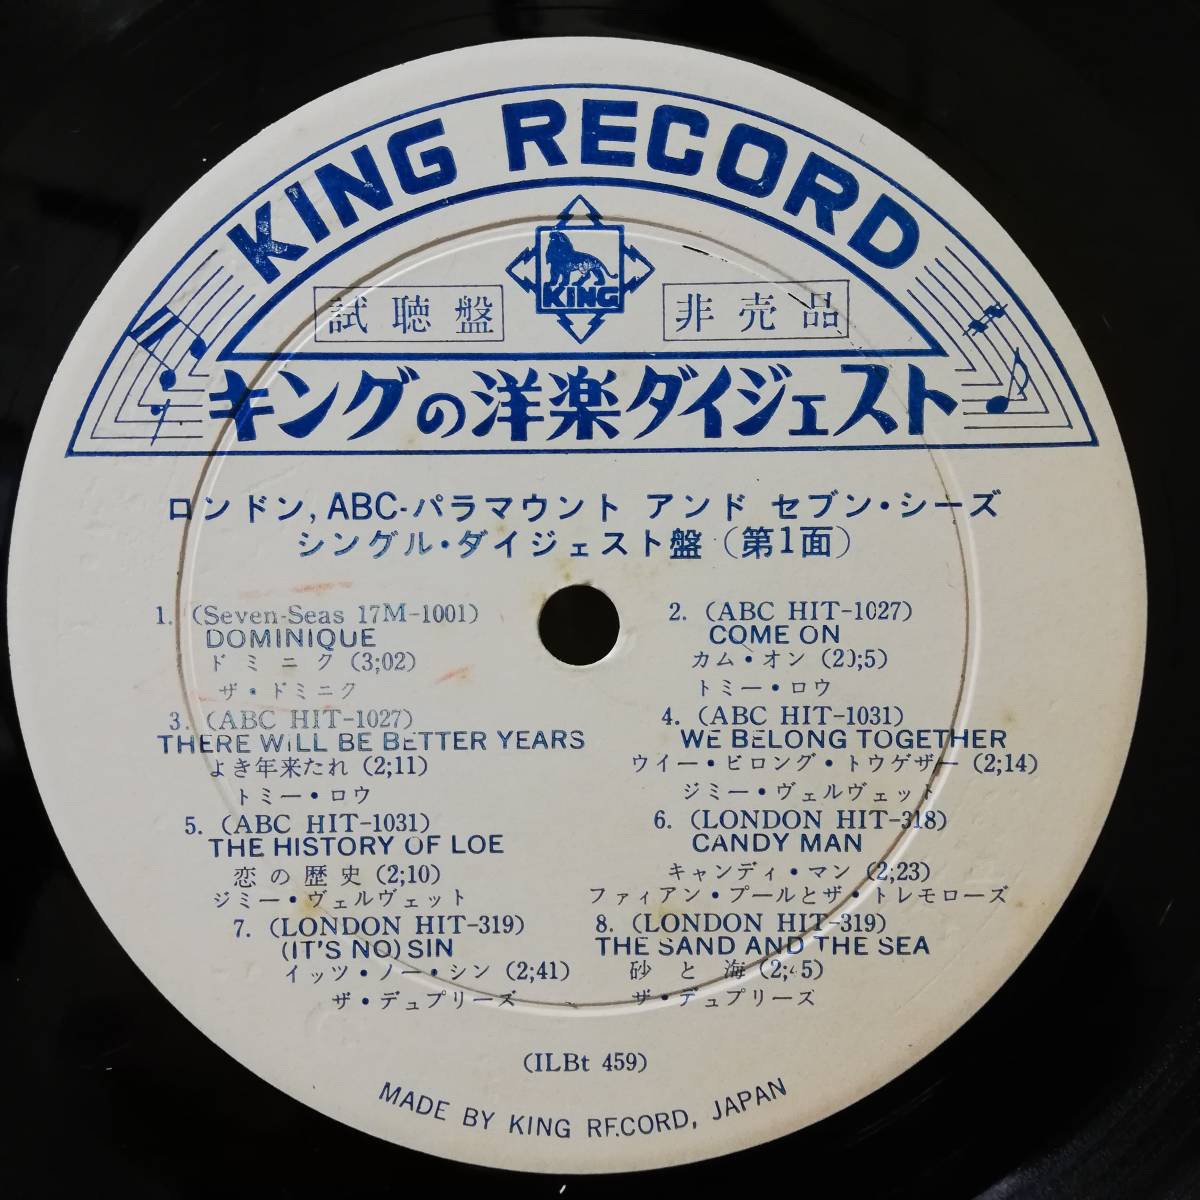 KING RECORD
KING
試聴盤
非売品
キングの洋楽ダイジェスト
ロンドン, ABC-パラマウント アンド セブン・シーズ
シングル・ダイジェスト盤（第1面）
1. (Seven-Seas 17M-1001)
DOMINIQUE
ドミニク (3;02)
ザ・ドミニク
2. (ABC HIT-1027)
COME ON
カム・オン (2);5)
トミー・ロウ
3. (ABC HIT-1027)
THERE WILL BE BETTER YEARS
よき年来たれ (2;11)
トミー・ロウ
4. (ABC HIT-1031)
WE BELONG TOGETHER
ウイー・ビロング・トウゲザー (2;14)
ジミー・ヴェルヴェット
5. (ABC HIT-1031)
THE HISTORY OF LOE
恋の歴史 (2;10)
ジミー・ヴェルヴェット
6. (LONDON HIT-318)
CANDY MAN
キャンディ・マン (2;23)
ファィアン・プールとザ・トレモローズ
7. (LONDON HIT-319)
(IT'S NO) SIN
イッツ・ノー・シン (2;41)
ザ・デュプリーズ
8. (LONDON HIT-319)
THE SAND AND THE SEA
砂と海 (2;45)
ザ・デュプリーズ
(ILBt 459)
MADE BY KING RECORD, JAPAN